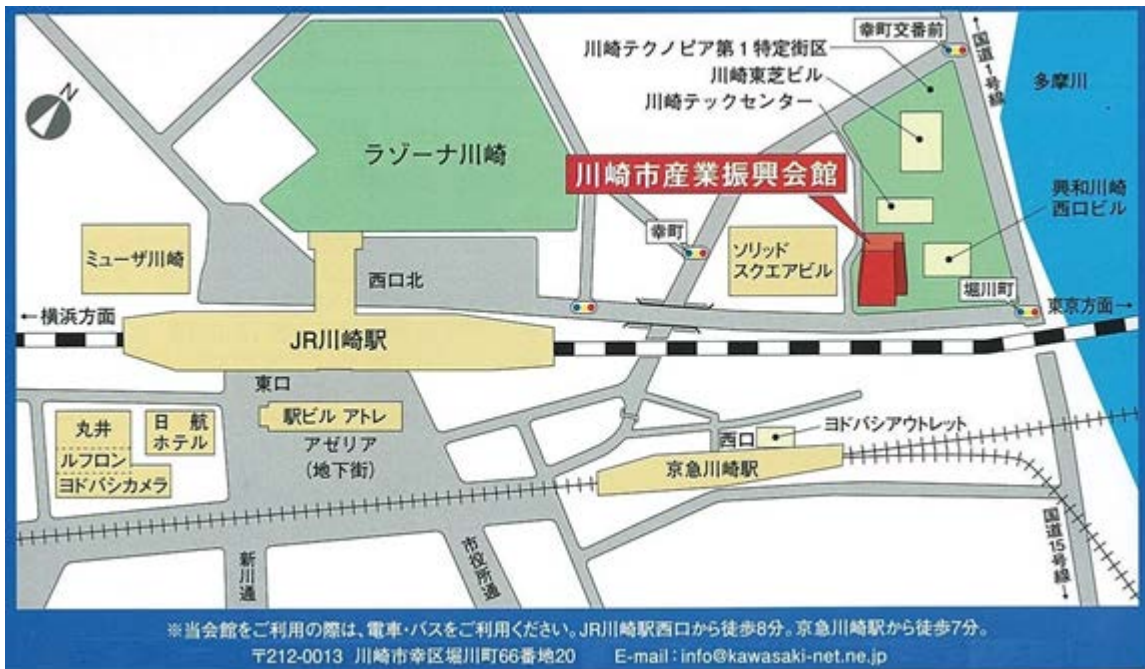 幸町交番前
川崎テクノピア第1特定街区
川崎東芝ビル
川崎テックセンター
←国道1号線
多摩川
N
ラゾーナ川崎
川崎市産業振興会館
興和川崎
西口ビル
ミューザ川崎
幸町
ソリッド
スクエアビル
西口北
堀川町
←横浜方面
東京方面→
JR川崎駅
東口
丸井
日航
ホテル
駅ビル アトレ
ルフロン
ヨドバシカメラ
アゼリア
(地下街)
西口
ヨドバシアウトレット
京急川崎駅
新川通
市役所通
国道15号線→
※当会館をご利用の際は、電車・バスをご利用ください。JR川崎駅西口から徒歩8分。京急川崎駅から徒歩7分。
〒212-0013 川崎市幸区堀川町66番地20 E-mail:info@kawasaki-net.ne.jp